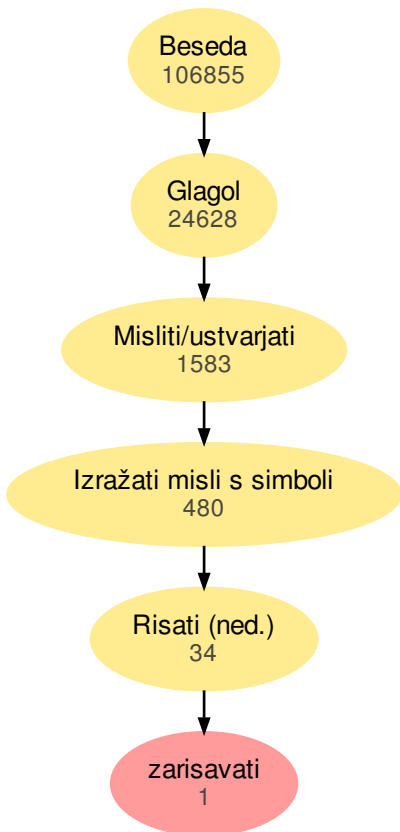 Beseda
106855
Glagol
24628
Misliti/ustvarjati
1583
Izražati misli s simboli
480
Risati (ned.)
34
zarisavati
1